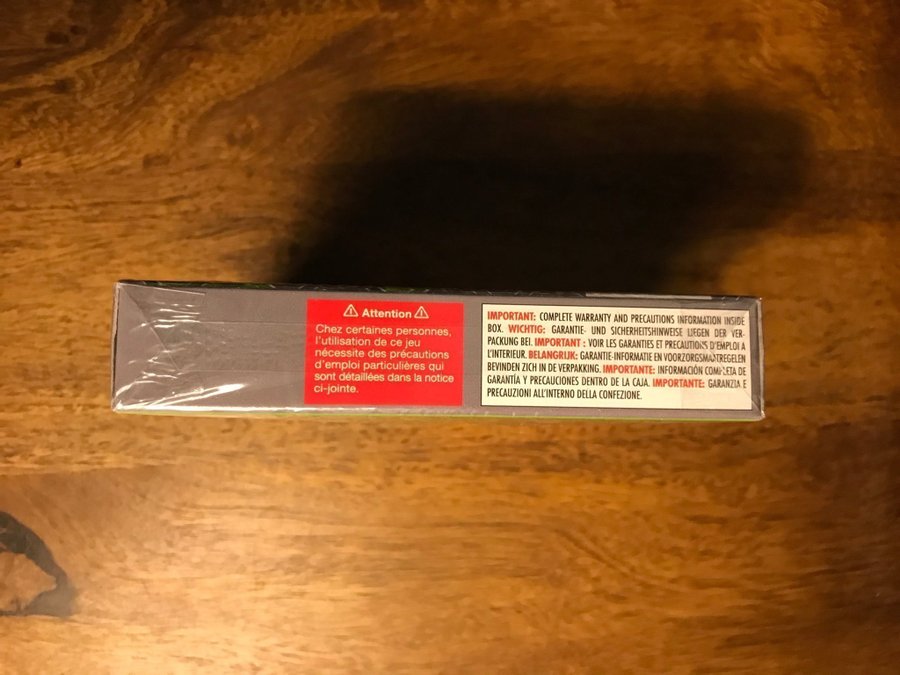 ⚠ Attention ⚠
Chez certaines personnes,
l'utilisation de ce jeu
nécessite des précautions
d'emploi particulières qui
sont détaillées dans la notice
ci-jointe.
IMPORTANT: COMPLETE WARRANTY AND PRECAUTIONS INFORMATION INSIDE
BOX. WICHTIG: GARANTIE- UND SICHERHEITSHINWEISE LIEGEN DER VER-
PACKUNG BEI. IMPORTANT : VOIR LES GARANTIES ET PRECAUTIONS D'EMPLOI A
L'INTERIEUR. BELANGRIJK: GARANTIE-INFORMATIE EN VOORZORGSMAATREGELEN
BEVINDEN ZICH IN DE VERPAKKING. IMPORTANTE: INFORMACIÓN COMPLETA DE
GARANTÍA Y PRECAUCIONES DENTRO DE LA CAJA. IMPORTANTE: GARANZIA E
PRECAUZIONI ALL'INTERNO DELLA CONFEZIONE.